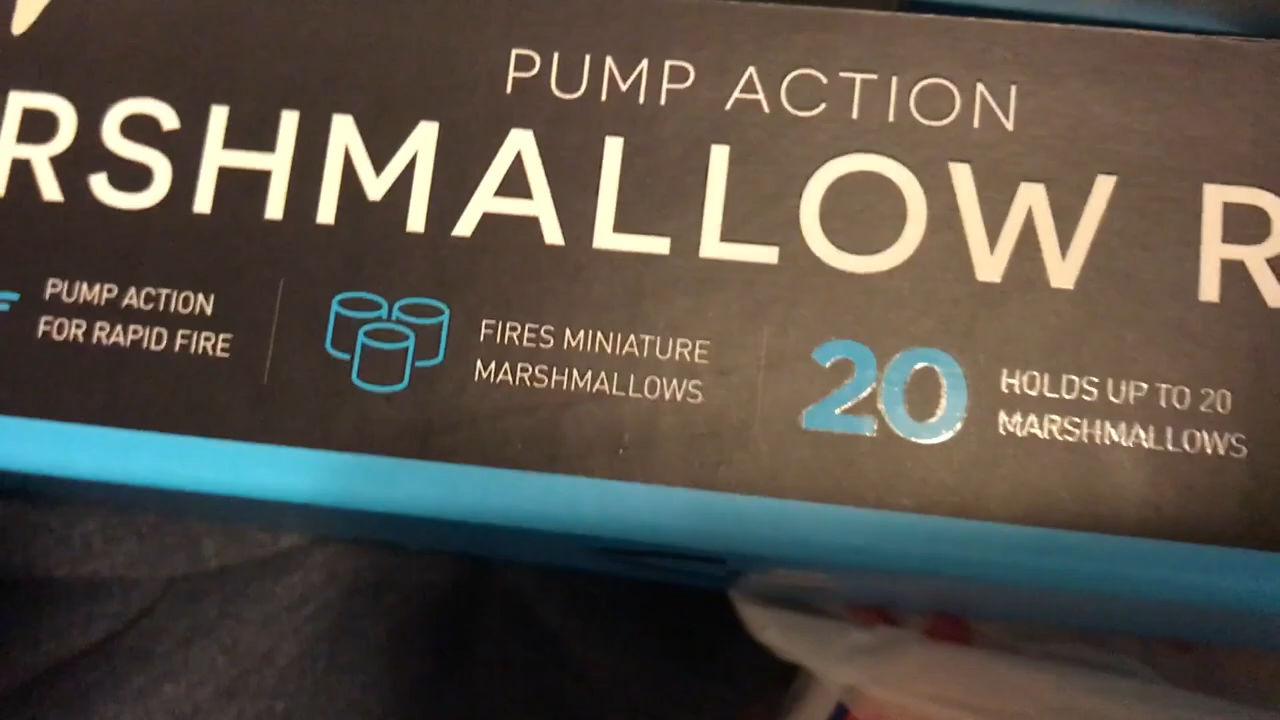 PUMP ACTION
RSHMALLOW R
PUMP ACTION
FOR RAPID FIRE
FIRES MINIATURE
MARSHMALLOWS
20
HOLDS UP TO 20
MARSHMALLOWS